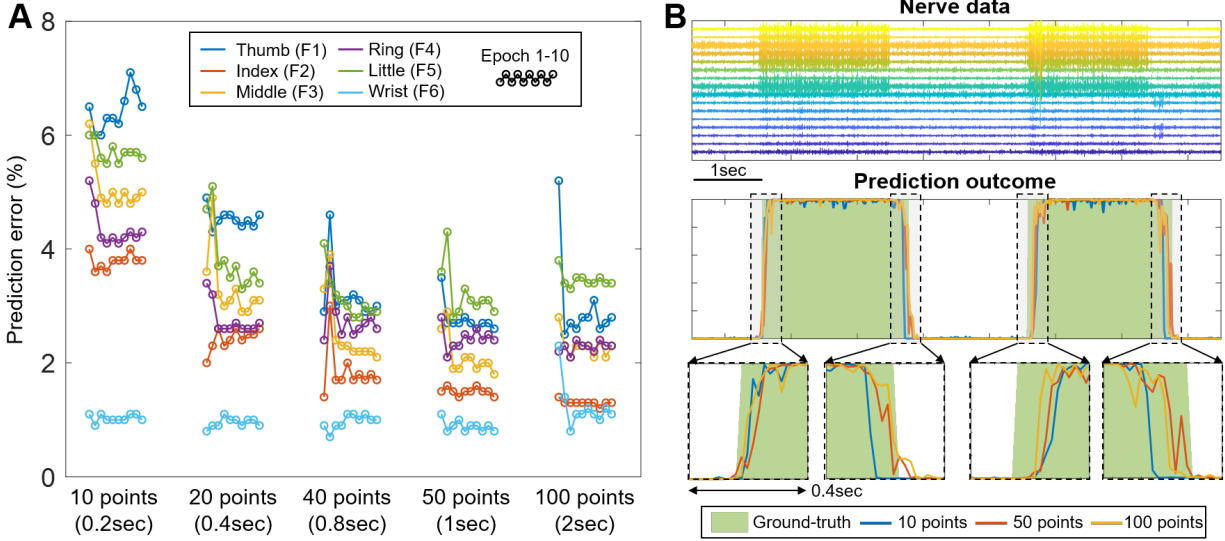 A
8
6
4
2
0
Prediction error (%)
Thumb (F1)
Index (F2)
Middle (F3)
Ring (F4)
Little (F5)
Wrist (F6)
Epoch 1-10
10 points
(0.2sec)
20 points
(0.4sec)
40 points
(0.8sec)
50 points
(1sec)
100 points
(2sec)
B
Nerve data
1sec
Prediction outcome
0.4sec
Ground-truth
10 points
50 points
100 points